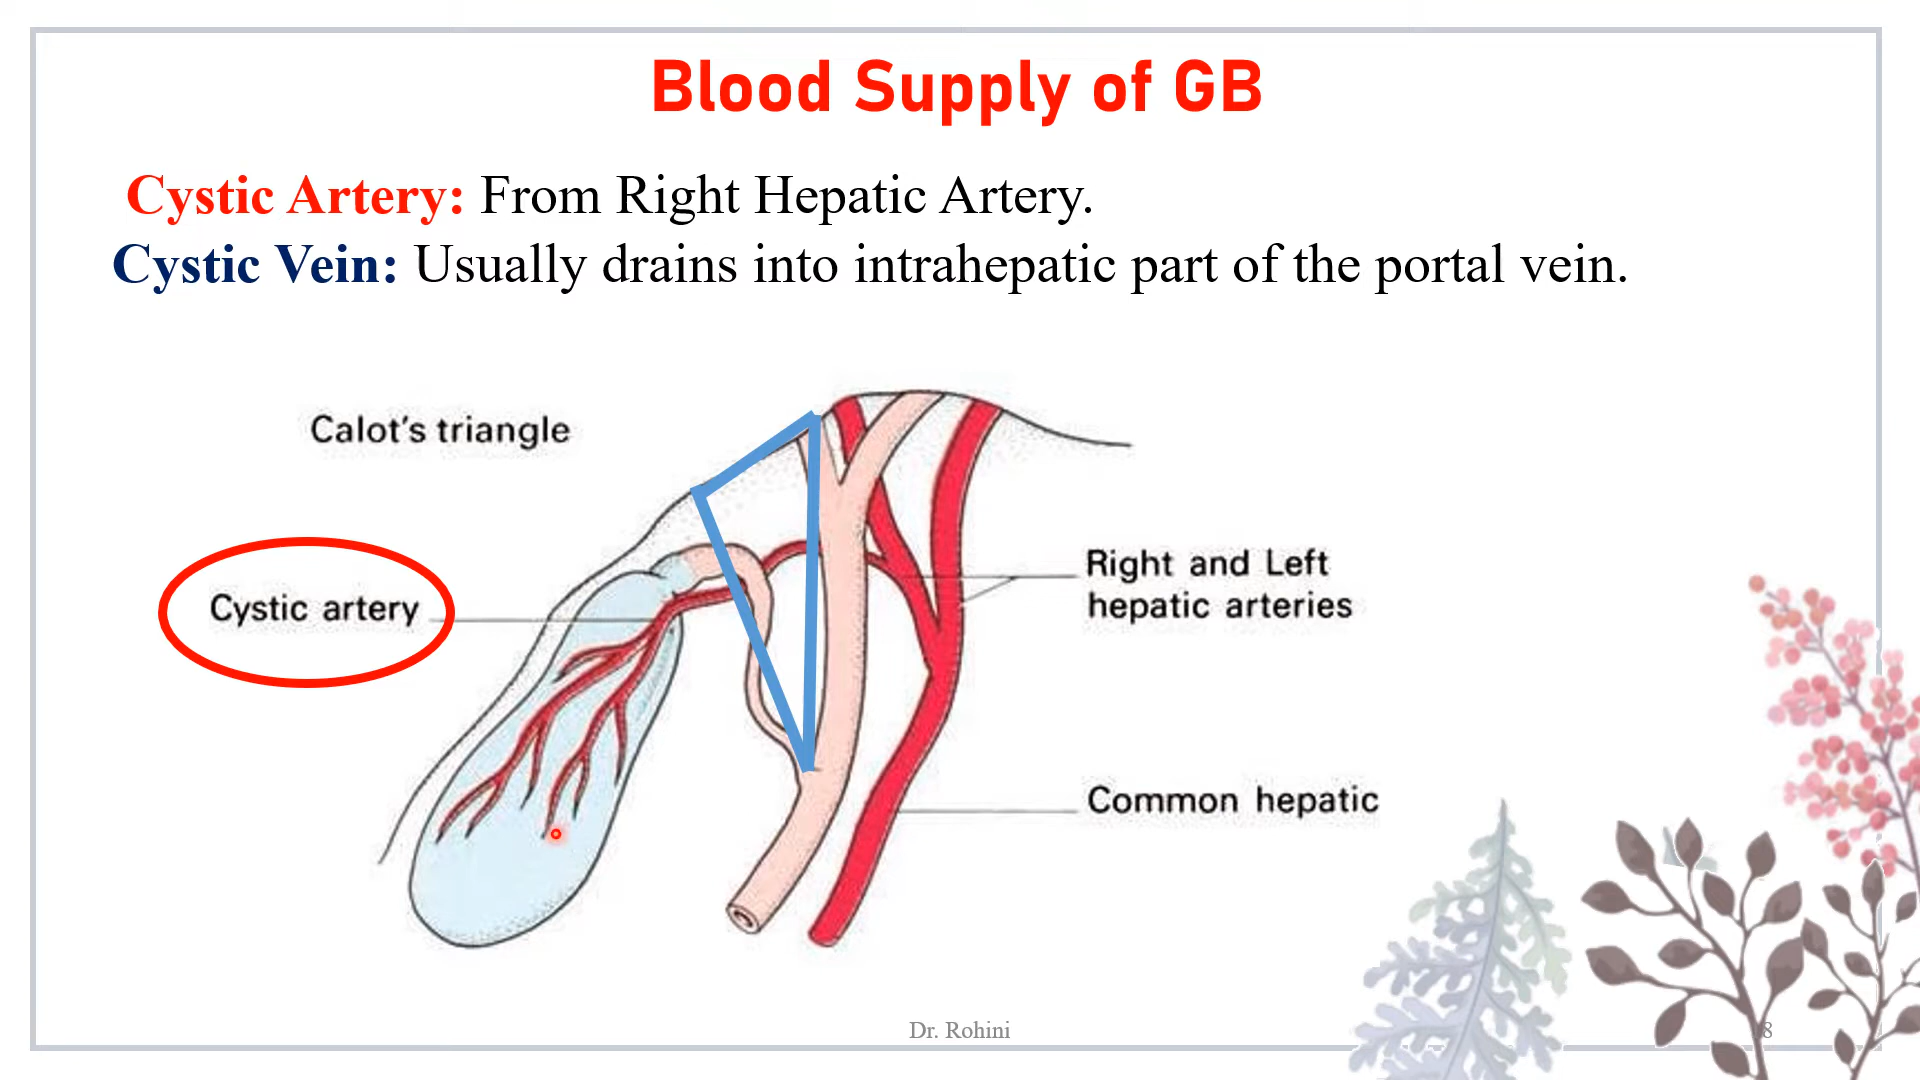 Blood Supply of GB
Cystic Artery: From Right Hepatic Artery.
Cystic Vein: Usually drains into intrahepatic part of the portal vein.
Calot's triangle
Cystic artery
Right and Left
hepatic arteries
Common hepatic
Dr. Rohini
8